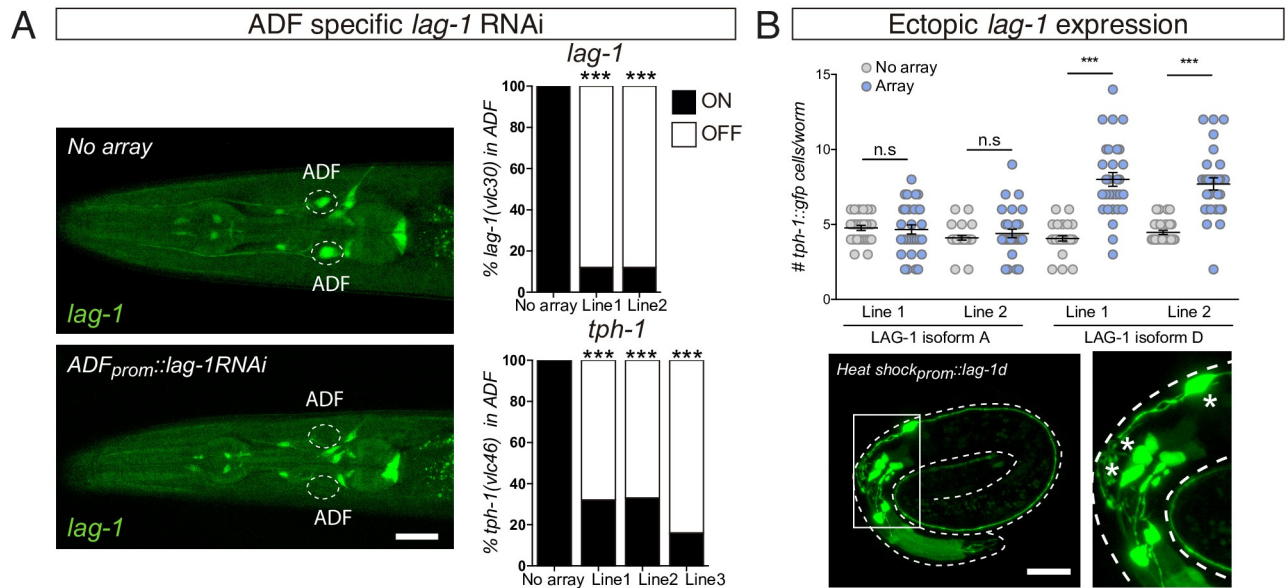 A
ADF specific lag-1 RNAi
No array
ADF
ADF
lag-1
ADFprom::lag-1RNAi
ADF
ADF
lag-1
lag-1
% lag-1(vlc30) in ADF
100
80
60
40
20
0
*** ***
No array Line1 Line2
ON
OFF
tph-1
% tph-1(vlc46) in ADF
100
80
60
40
20
0
*** *** ***
No array Line1 Line2 Line3
B
Ectopic lag-1 expression
# tph-1::gfp cells/worm
15
10
5
0
No array
Array
n.s
n.s
***
***
Line 1 Line 2 Line 1 Line 2
LAG-1 isoform A LAG-1 isoform D
Heat shockprom::lag-1d
*
*
*